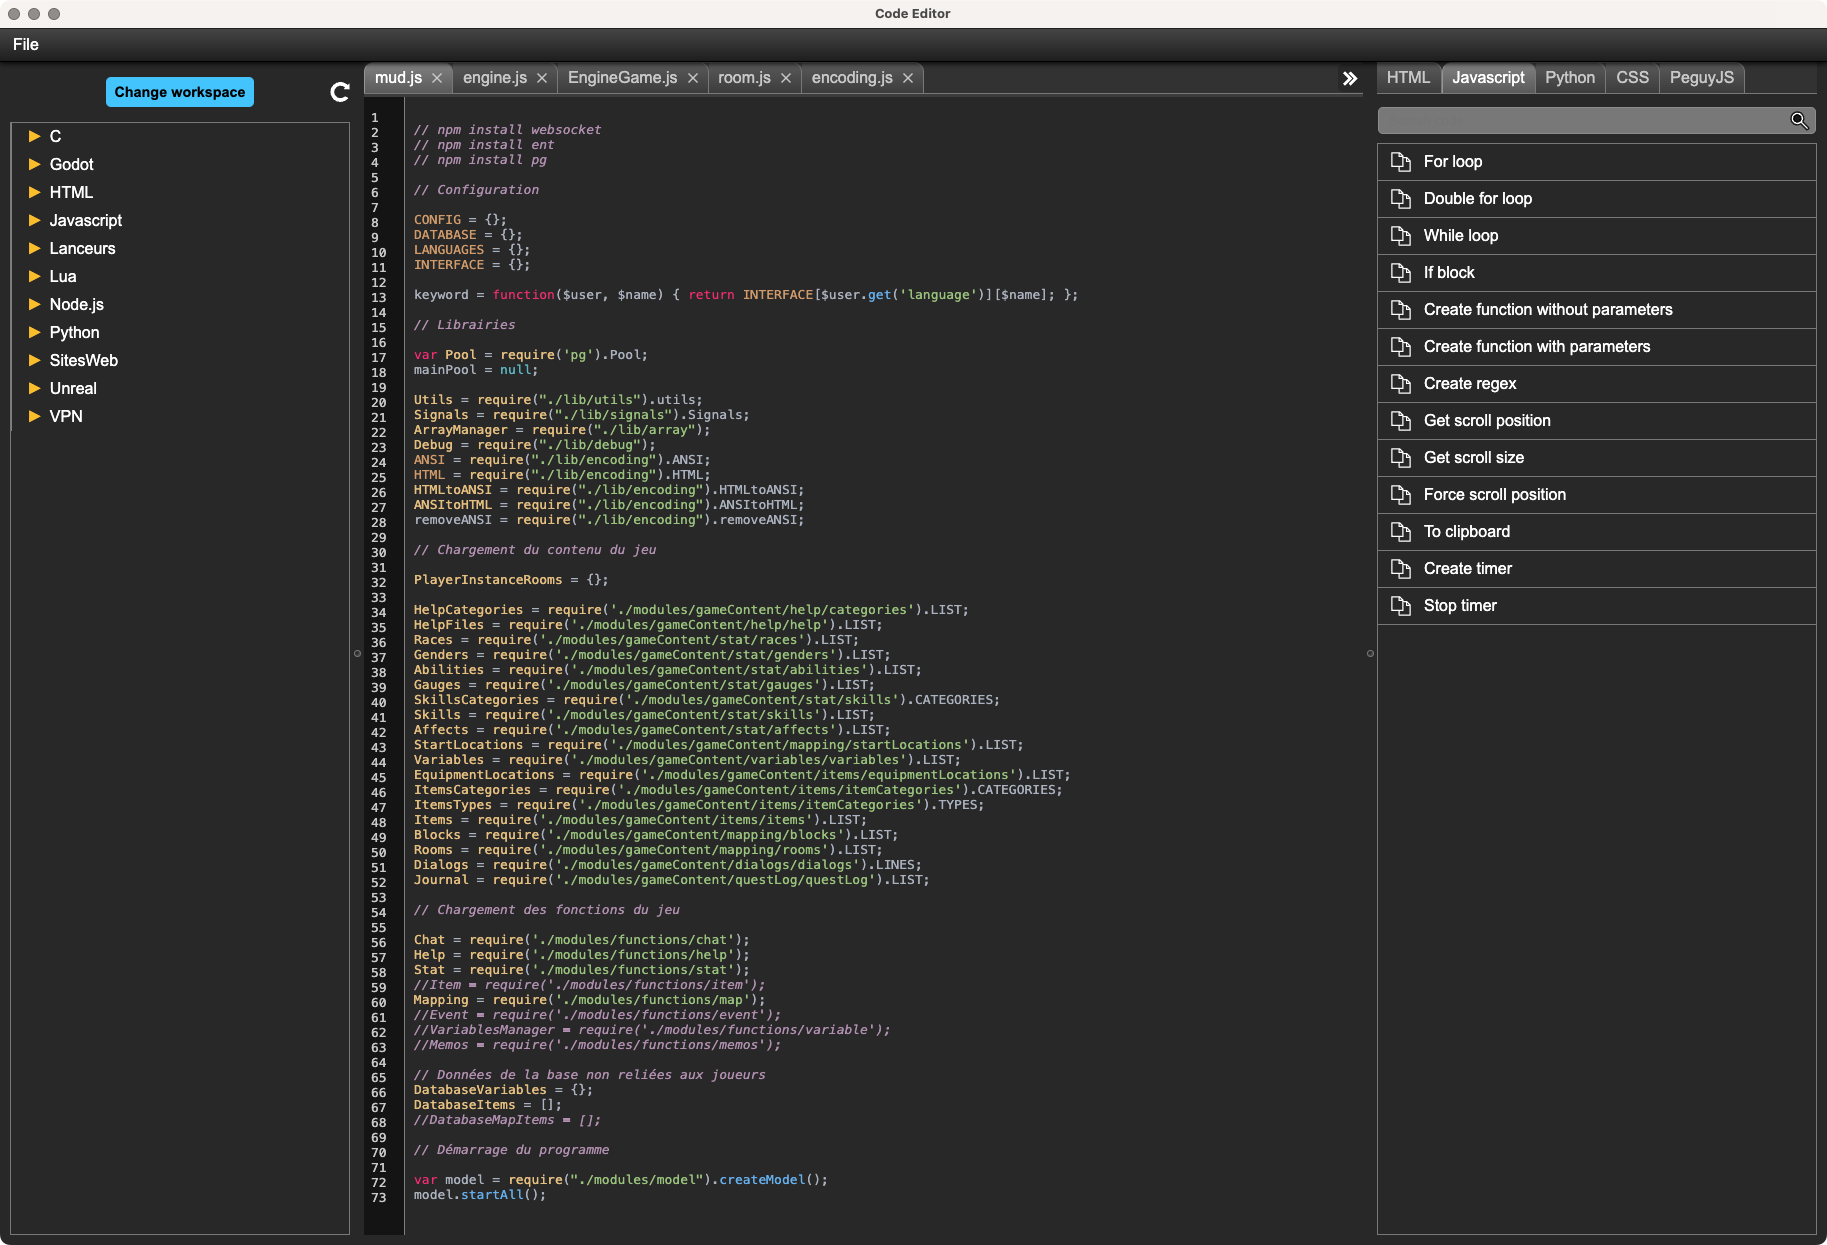 Code Editor
File
Change workspace
C
Godot
HTML
Javascript
Lanceurs
Lua
Node.js
Python
SitesWeb
Unreal
VPN
mud.js
engine.js
EngineGame.js
room.js
encoding.js
1
2 // npm install websocket
3 // npm install ent
4 // npm install pg
5
6 // Configuration
7
8 CONFIG = {};
9 DATABASE = {};
10 LANGUAGES = {};
11 INTERFACE = {};
12
13 keyword = function($user, $name) { return INTERFACE[$user.get('language')][$name]; };
14
15 // Librairies
16
17 var Pool = require('pg').Pool;
18 mainPool = null;
19
20 Utils = require("./lib/utils").utils;
21 Signals = require("./lib/signals").Signals;
22 ArrayManager = require("./lib/array");
23 Debug = require("./lib/debug");
24 ANSI = require("./lib/encoding").ANSI;
25 HTML = require("./lib/encoding").HTML;
26 HTMLtoANSI = require("./lib/encoding").HTMLtoANSI;
27 ANSItoHTML = require("./lib/encoding").ANSItoHTML;
28 removeANSI = require("./lib/encoding").removeANSI;
29
30 // Chargement du contenu du jeu
31
32 PlayerInstanceRooms = {};
33
34 HelpCategories = require('./modules/gameContent/help/categories').LIST;
35 HelpFiles = require('./modules/gameContent/help/help').LIST;
36 Races = require('./modules/gameContent/stat/races').LIST;
37 Genders = require('./modules/gameContent/stat/genders').LIST;
38 Abilities = require('./modules/gameContent/stat/abilities').LIST;
39 Gauges = require('./modules/gameContent/stat/gauges').LIST;
40 SkillsCategories = require('./modules/gameContent/stat/skills').CATEGORIES;
41 Skills = require('./modules/gameContent/stat/skills').LIST;
42 Affects = require('./modules/gameContent/stat/affects').LIST;
43 StartLocations = require('./modules/gameContent/mapping/startLocations').LIST;
44 Variables = require('./modules/gameContent/variables/variables').LIST;
45 EquipmentLocations = require('./modules/gameContent/items/equipmentLocations').LIST;
46 ItemsCategories = require('./modules/gameContent/items/itemCategories').CATEGORIES;
47 ItemsTypes = require('./modules/gameContent/items/itemCategories').TYPES;
48 Items = require('./modules/gameContent/items/items').LIST;
49 Blocks = require('./modules/gameContent/mapping/blocks').LIST;
50 Rooms = require('./modules/gameContent/mapping/rooms').LIST;
51 Dialogs = require('./modules/gameContent/dialogs/dialogs').LINES;
52 Journal = require('./modules/gameContent/questLog/questLog').LIST;
53
54 // Chargement des fonctions du jeu
55
56 Chat = require('./modules/functions/chat');
57 Help = require('./modules/functions/help');
58 Stat = require('./modules/functions/stat');
59 //Item = require('./modules/functions/item');
60 Mapping = require('./modules/functions/map');
61 //Event = require('./modules/functions/event');
62 //VariablesManager = require('./modules/functions/variable');
63 //Memos = require('./modules/functions/memos');
64
65 // Données de la base non reliées aux joueurs
66 DatabaseVariables = {};
67 DatabaseItems = [];
68 //DatabaseMapItems = [];
69
70 // Démarrage du programme
71
72 var model = require("./modules/model").createModel();
73 model.startAll();
HTML
Javascript
Python
CSS
PeguyJS
For loop
Double for loop
While loop
If block
Create function without parameters
Create function with parameters
Create regex
Get scroll position
Get scroll size
Force scroll position
To clipboard
Create timer
Stop timer